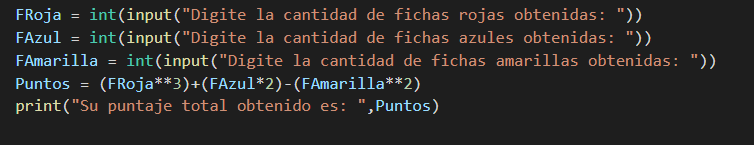 FRoja = int(input("Digite la cantidad de fichas rojas obtenidas: "))
FAzul = int(input("Digite la cantidad de fichas azules obtenidas: "))
FAmarilla = int(input("Digite la cantidad de fichas amarillas obtenidas: "))
Puntos = (FRoja**3)+(FAzul*2)-(FAmarilla**2)
print("Su puntaje total obtenido es: ",Puntos)